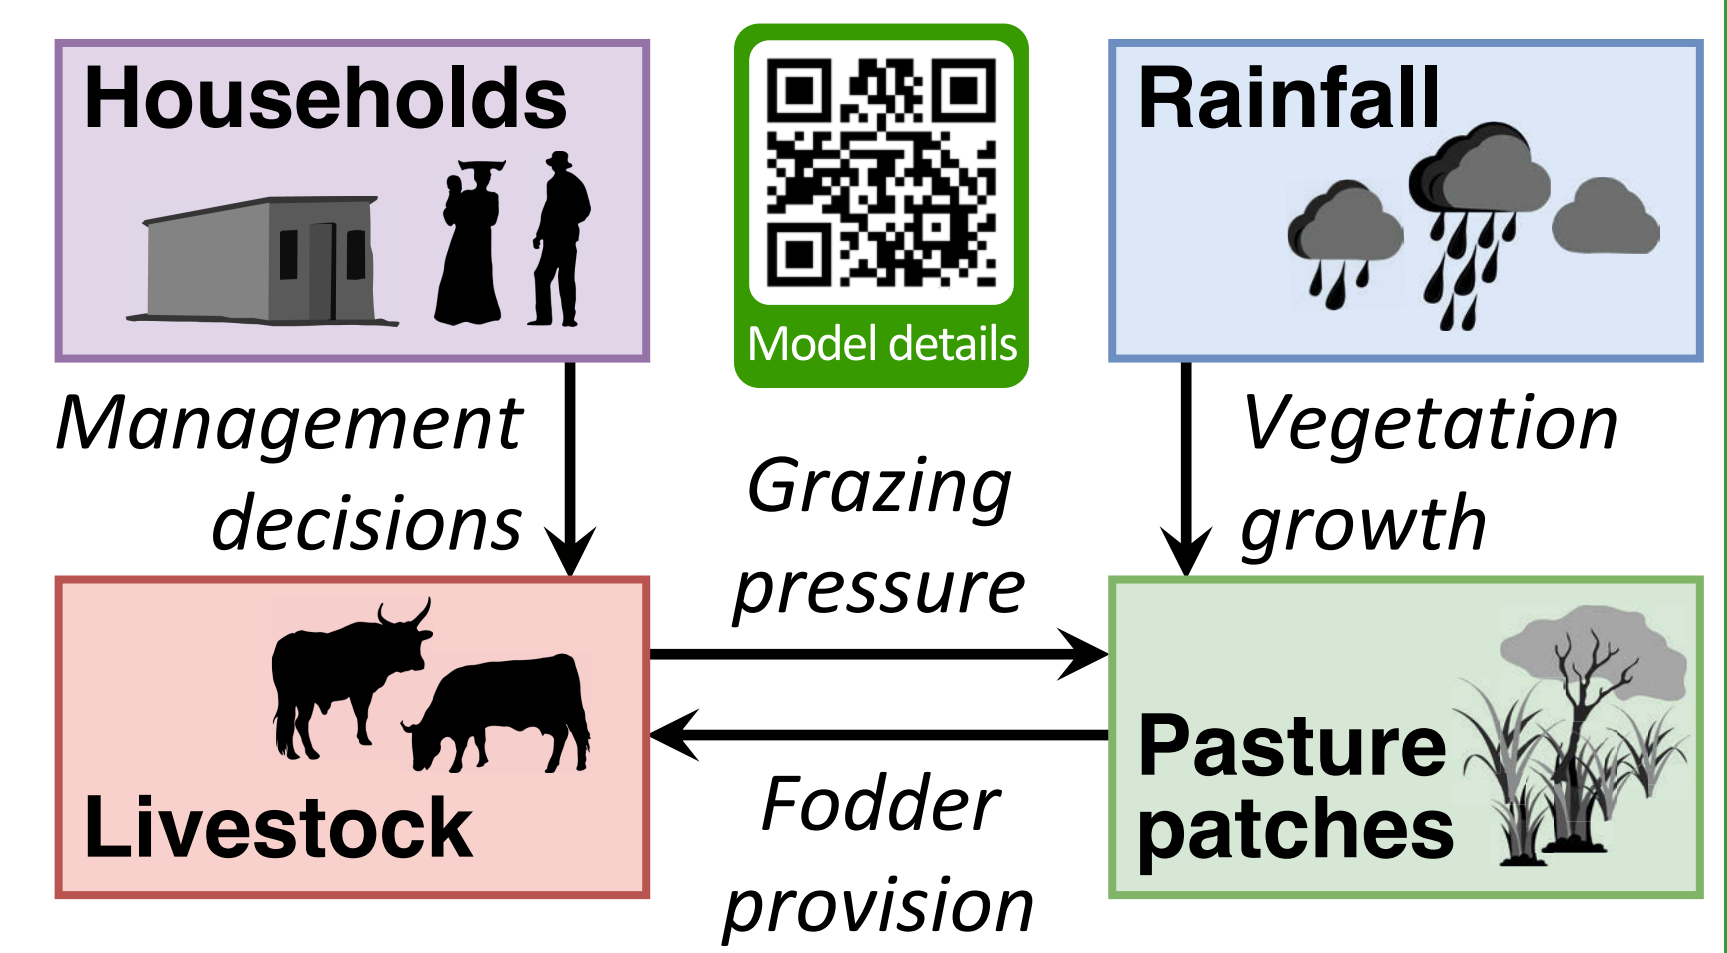 Households
Model details
Rainfall
Management
decisions
Grazing
pressure
Vegetation
growth
Livestock
Fodder
provision
Pasture
patches